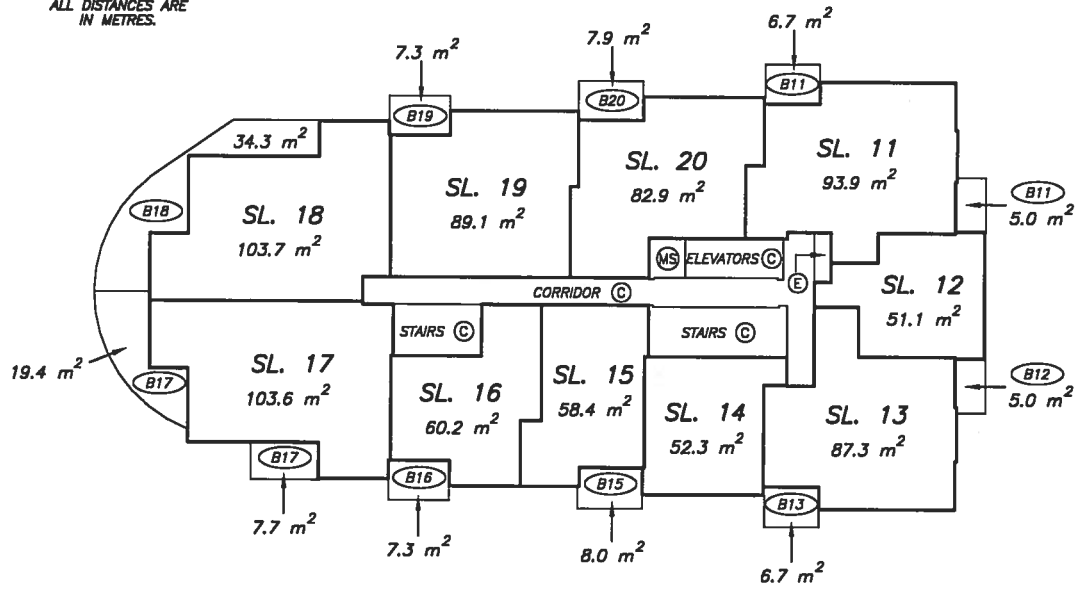 ALL DISTANCES ARE
IN METRES.
6.7 m²
7.9 m²
7.3 m²
B11
B20
B19
34.3 m²
SL. 11
93.9 m²
SL. 20
82.9 m²
SL. 19
89.1 m²
B18
SL. 18
103.7 m²
B11
5.0 m²
MS ELEVATORS C
E
CORRIDOR C
SL. 12
51.1 m²
STAIRS C
STAIRS C
19.4 m²
B17
SL. 17
103.6 m²
SL. 16
60.2 m²
SL. 15
58.4 m²
SL. 14
52.3 m²
SL. 13
87.3 m²
B12
5.0 m²
B17
B16
B15
B13
7.7 m²
7.3 m²
8.0 m²
6.7 m²